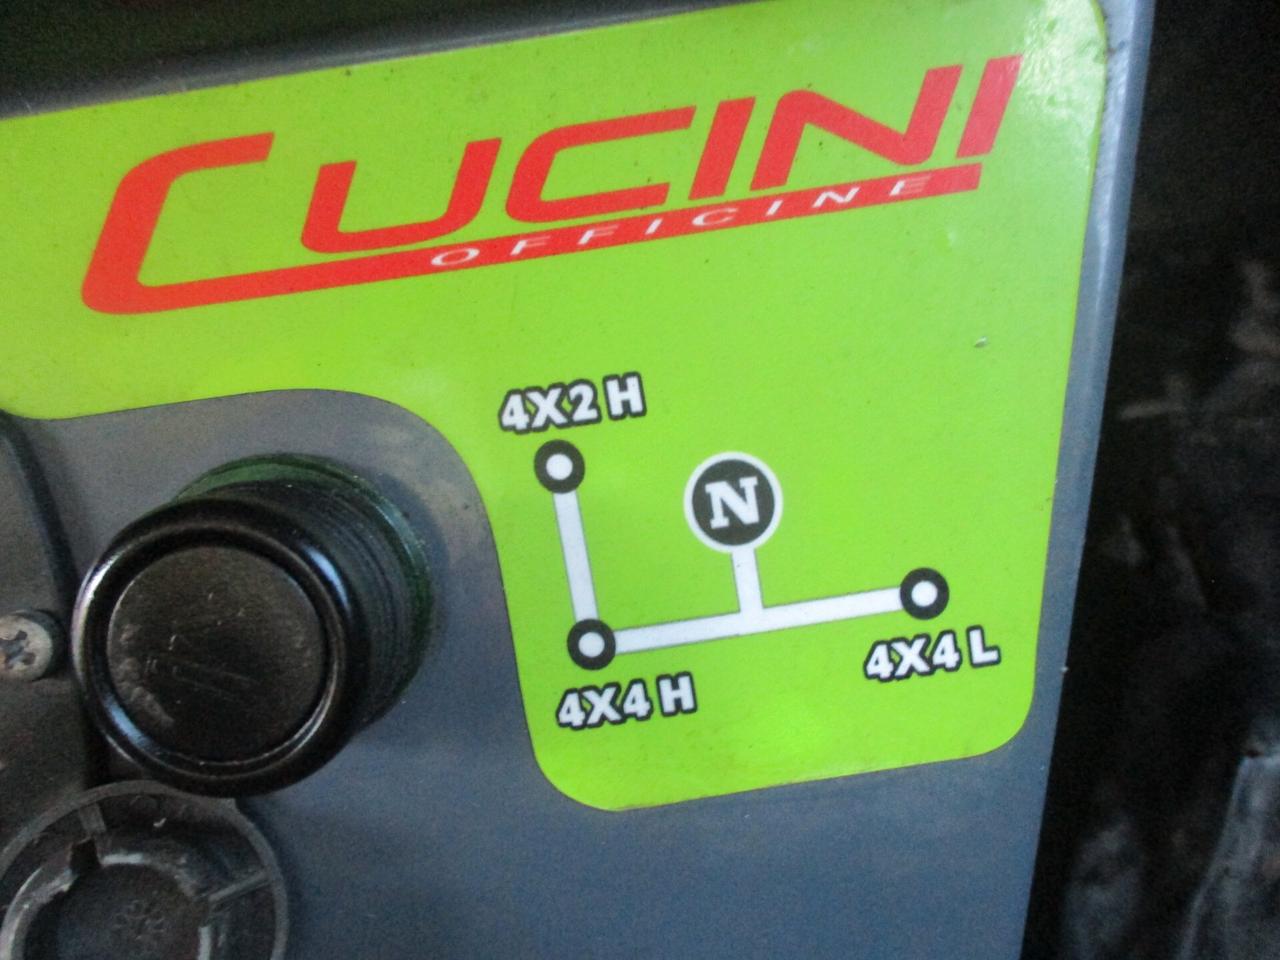 CUCINI
OFFICINE
4X2 H
N
4X4 H
4X4 L